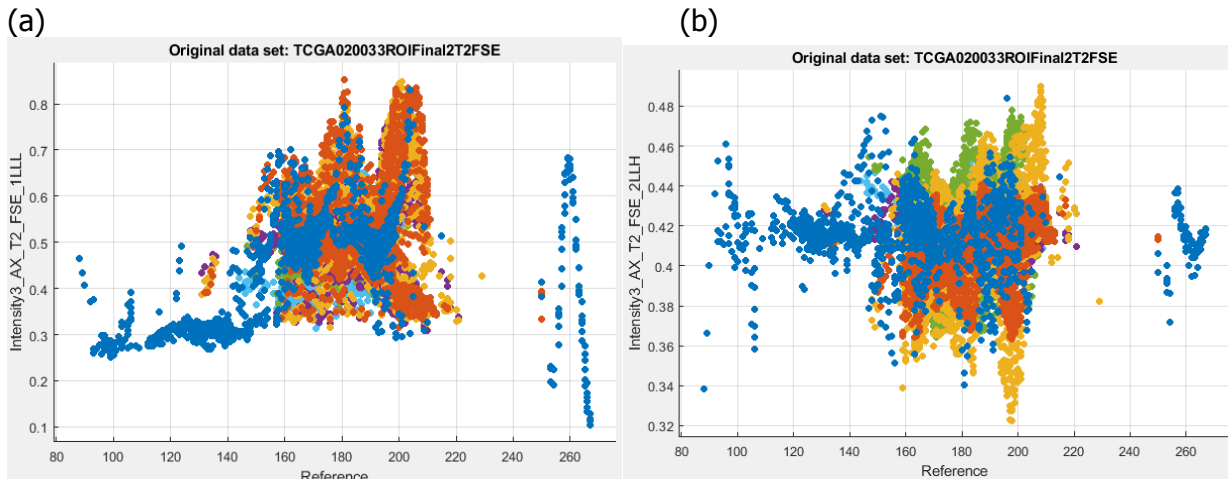 (a)
Original data set: TCGA020033ROIFinal2T2FSE
Intensity3_AX_T2_FSE_1LLL
0.8
0.7
0.6
0.5
0.4
0.3
0.2
0.1
80 100 120 140 160 180 200 220 240 260
Reference
(b)
Original data set: TCGA020033ROIFinal2T2FSE
Intensity3_AX_T2_FSE_2LLH
0.48
0.46
0.44
0.42
0.4
0.38
0.36
0.34
0.32
80 100 120 140 160 180 200 220 240 260
Reference